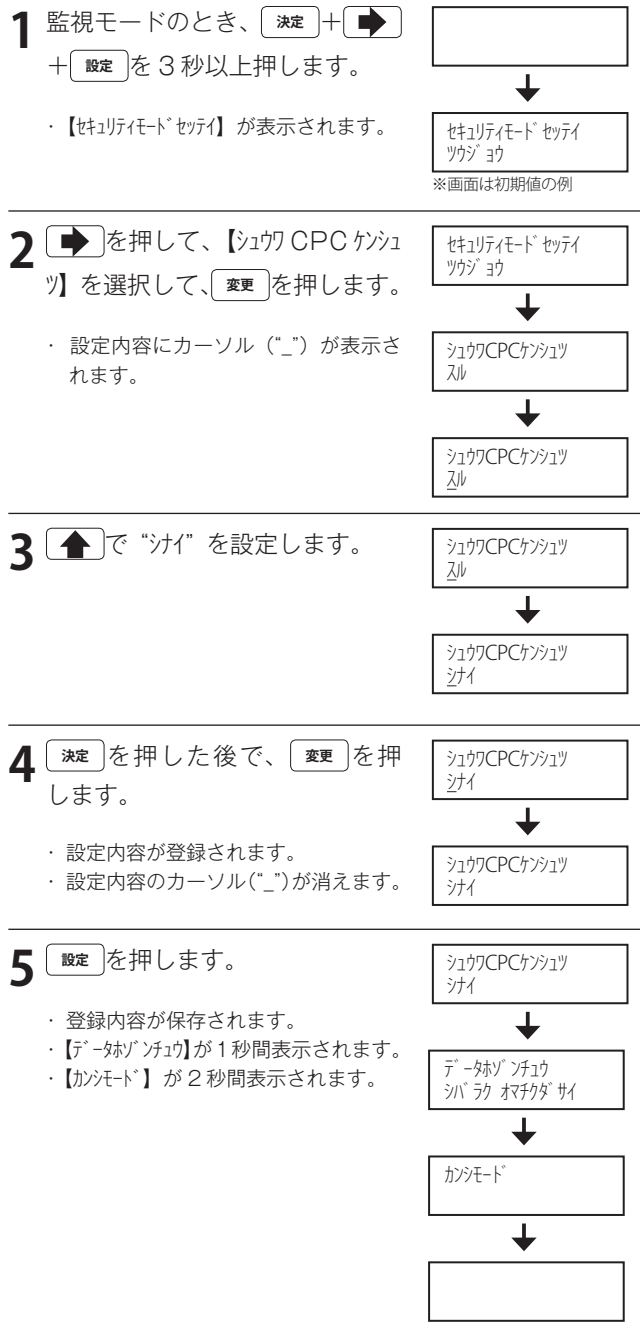 1 監視モードのとき、決定＋➡
＋設定を3秒以上押します。
・【ｾｷｭﾘﾃｨﾓｰﾄﾞｾｯﾃｲ】が表示されます。
ｾｷｭﾘﾃｨﾓｰﾄﾞｾｯﾃｲ
ﾂｳｼﾞｮｳ
※画面は初期値の例
2 ➡を押して、【ｼｭｳﾜCPCｹﾝｼｭ
ﾂ】を選択して、変更を押します。
・ 設定内容にカーソル（“_”）が表示さ
れます。
ｾｷｭﾘﾃｨﾓｰﾄﾞｾｯﾃｲ
ﾂｳｼﾞｮｳ
ｼｭｳﾜCPCｹﾝｼｭﾂ
ｽﾙ
ｼｭｳﾜCPCｹﾝｼｭﾂ
ｽﾙ
3 ⬆で“ｼﾅｲ”を設定します。
ｼｭｳﾜCPCｹﾝｼｭﾂ
ｽﾙ
ｼｭｳﾜCPCｹﾝｼｭﾂ
ｼﾅｲ
4 決定を押した後で、変更を押
します。
・ 設定内容が登録されます。
・ 設定内容のカーソル（“_”）が消えます。
ｼｭｳﾜCPCｹﾝｼｭﾂ
ｼﾅｲ
ｼｭｳﾜCPCｹﾝｼｭﾂ
ｼﾅｲ
5 設定を押します。
・ 登録内容が保存されます。
・【ﾃﾞｰﾀﾎｿﾞﾝﾁｭｳ】が1秒間表示されます。
・【ｶﾝｼﾓｰﾄﾞ】が2秒間表示されます。
ｼｭｳﾜCPCｹﾝｼｭﾂ
ｼﾅｲ
ﾃﾞｰﾀﾎｿﾞﾝﾁｭｳ
ｼﾊﾞﾗｸ ｵﾏﾁｸﾀﾞｻｲ
ｶﾝｼﾓｰﾄﾞ